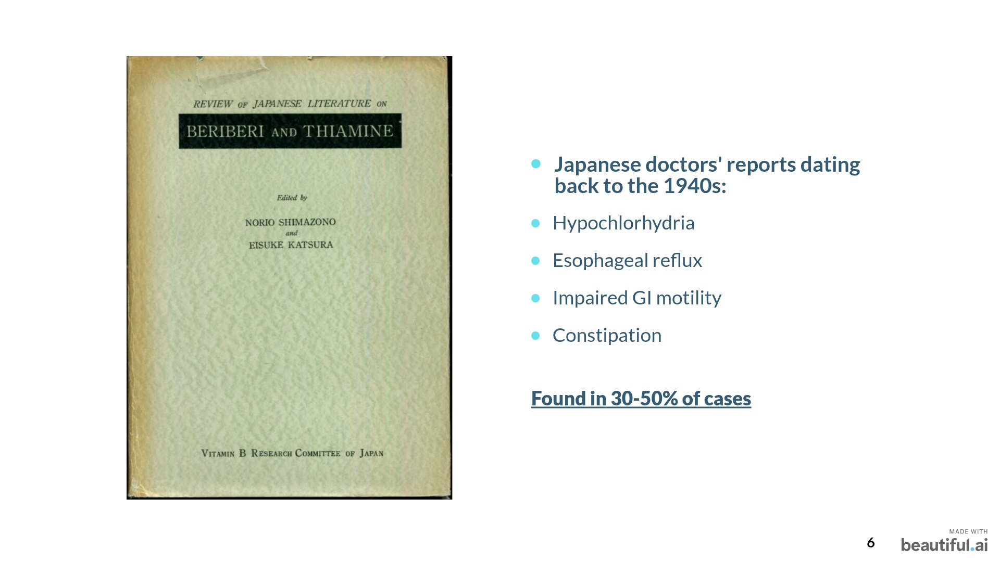 REVIEW OF JAPANESE LITERATURE ON
BERIBERI AND THIAMINE
Edited by
NORIO SHIMAZONO
and
EISUKE KATSURA
VITAMIN B RESEARCH COMMITTEE OF JAPAN
Japanese doctors' reports dating
back to the 1940s:
Hypochlorhydria
Esophageal reflux
Impaired GI motility
Constipation
Found in 30-50% of cases
6
MADE WITH
beautiful.ai